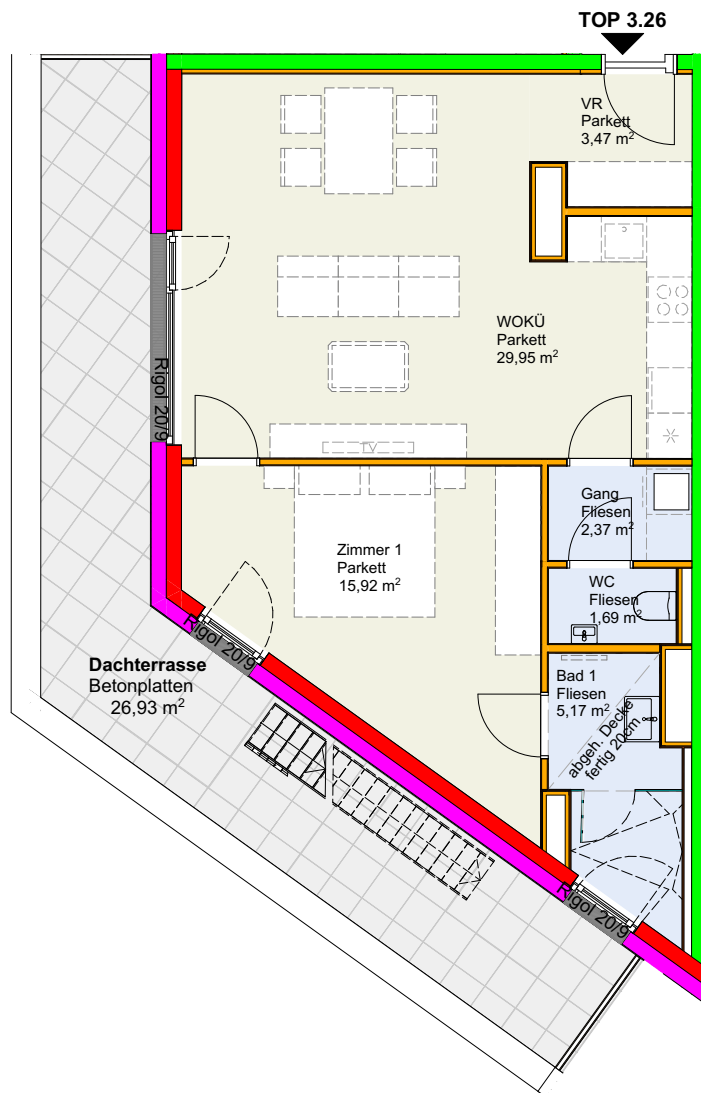 TOP 3.26
VR
Parkett
3,47 m²
WOKÜ
Parkett
29,95 m²
Rigol 20/9
TV
Gang
Fliesen
2,37 m²
Zimmer 1
Parkett
15,92 m²
WC
Fliesen
1,69 m²
Rigol 20/9
Dachterrasse
Betonplatten
26,93 m²
Bad 1
Fliesen
5,17 m²
abgeh. Decke
fertig 20cm
Rigol 20/9